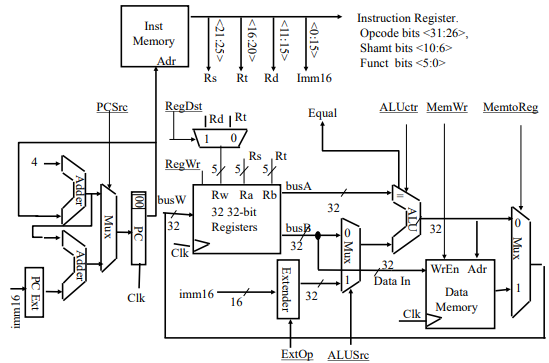 Inst
Memory
Adr
<21:25>
<16:20>
<11:15>
<0:15>
Rs
Rt
Rd
Imm16
Instruction Register.
Opcode bits <31:26>,
Shamt bits <10:6>
Funct bits <5:0>
PCSrc
RegDst
Rd
Rt
1
0
Equal
ALUctr
MemWr
MemtoReg
4
Adder
Adder
Mux
00
PC
Clk
PC Ext
imm16
RegWr
5
5
Rs
5
Rt
busW
32
Rw
Ra
Rb
32 32-bit
Registers
Clk
busA
32
busB
32
0
Mux
1
=
ALU
32
imm16
16
Extender
32
32
Data In
WrEn
Adr
Data
Memory
Clk
0
Mux
1
ExtOp
ALUSrc